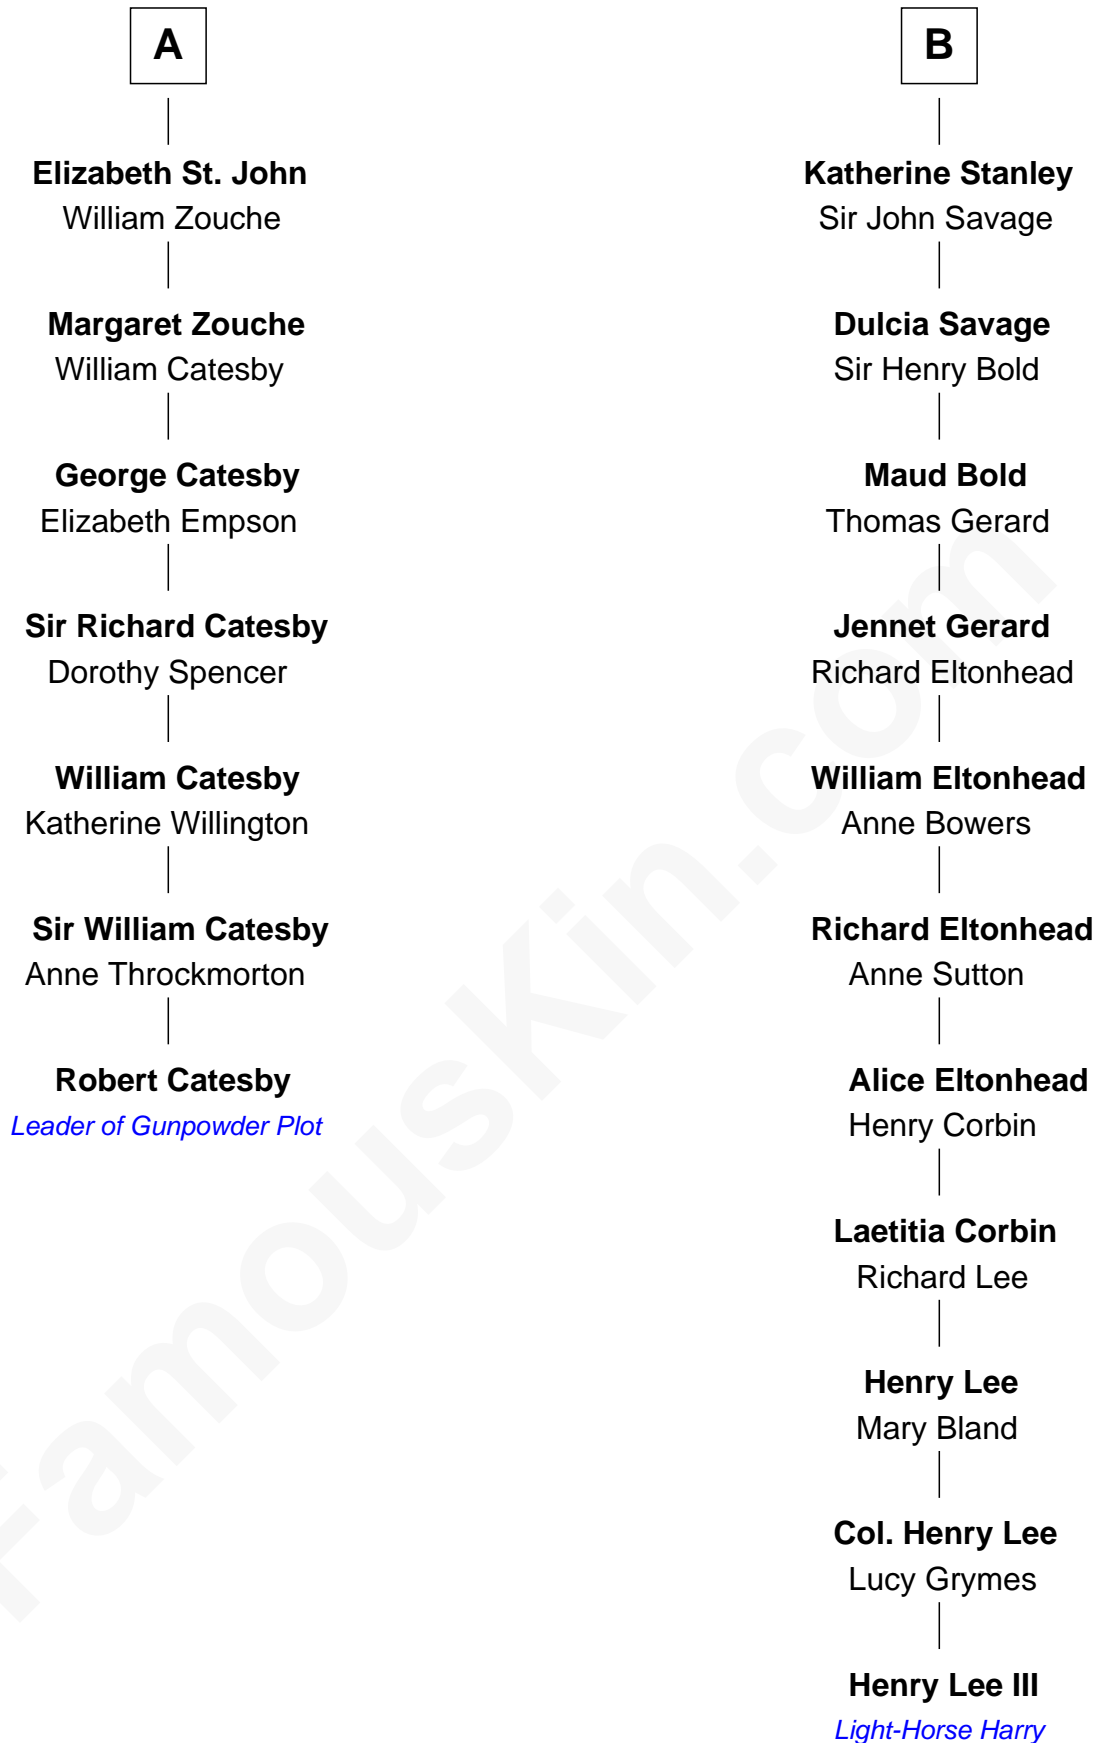 A
Elizabeth St. John
William Zouche
Margaret Zouche
William Catesby
George Catesby
Elizabeth Empson
Sir Richard Catesby
Dorothy Spencer
William Catesby
Katherine Willington
Sir William Catesby
Anne Throckmorton
Robert Catesby
Leader of Gunpowder Plot
B
Katherine Stanley
Sir John Savage
Dulcia Savage
Sir Henry Bold
Maud Bold
Thomas Gerard
Jennet Gerard
Richard Eltonhead
William Eltonhead
Anne Bowers
Richard Eltonhead
Anne Sutton
Alice Eltonhead
Henry Corbin
Laetitia Corbin
Richard Lee
Henry Lee
Mary Bland
Col. Henry Lee
Lucy Grymes
Henry Lee III
Light-Horse Harry
FamousKin.com